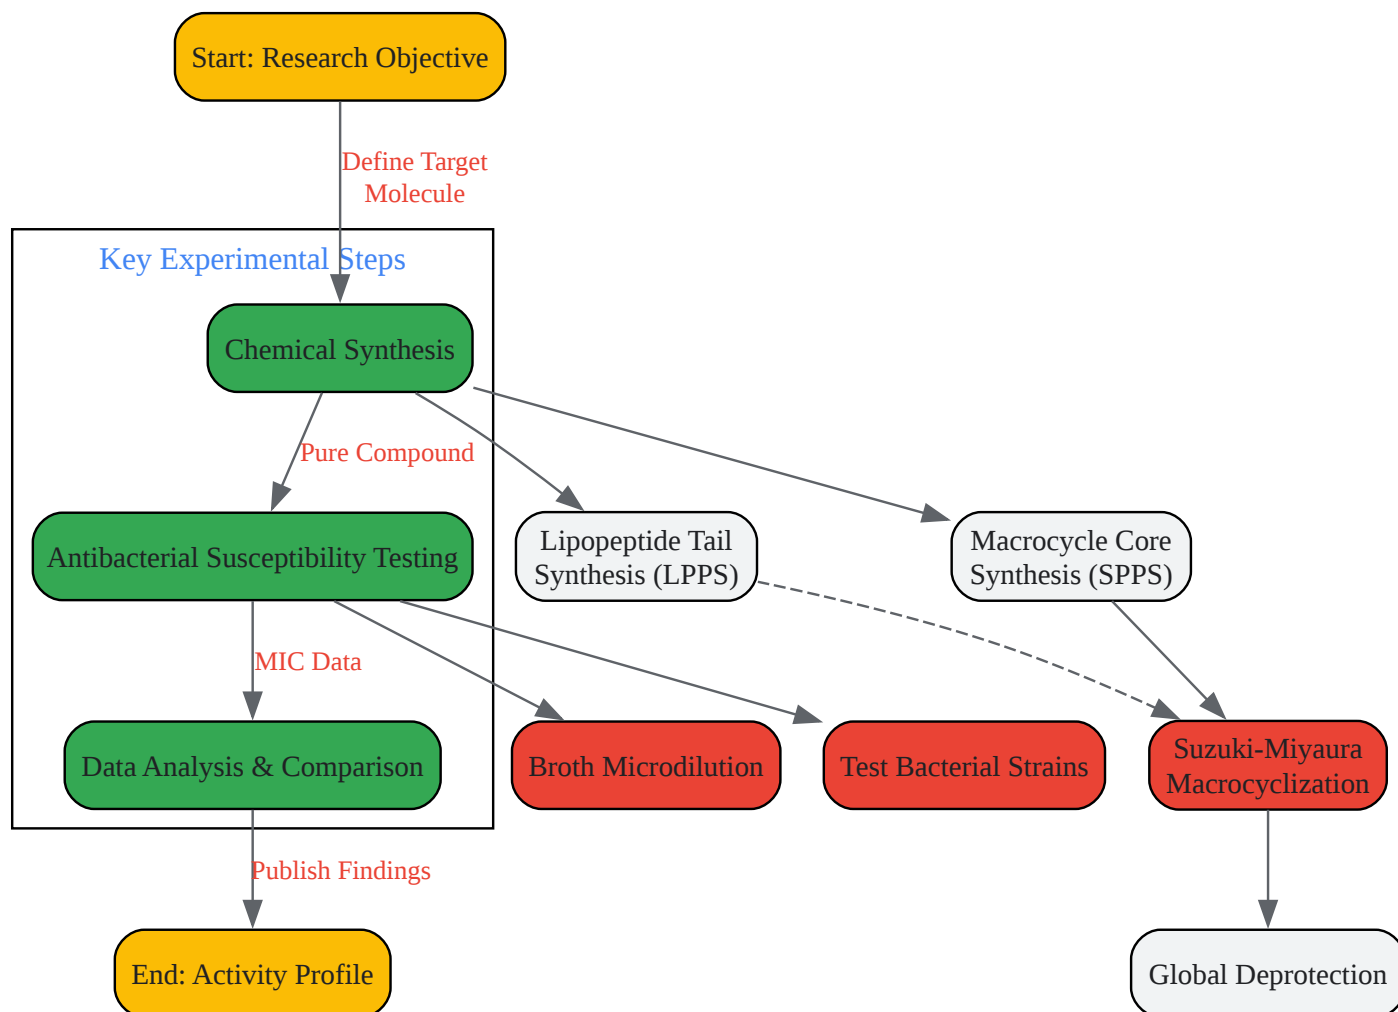 Start: Research Objective
Define Target
Molecule
Key Experimental Steps
Chemical Synthesis
Pure Compound
Antibacterial Susceptibility Testing
Lipopeptide Tail
Synthesis (LPPS)
Macrocycle Core
Synthesis (SPPS)
MIC Data
Data Analysis & Comparison
Broth Microdilution
Test Bacterial Strains
Suzuki-Miyaura
Macrocyclization
Publish Findings
End: Activity Profile
Global Deprotection